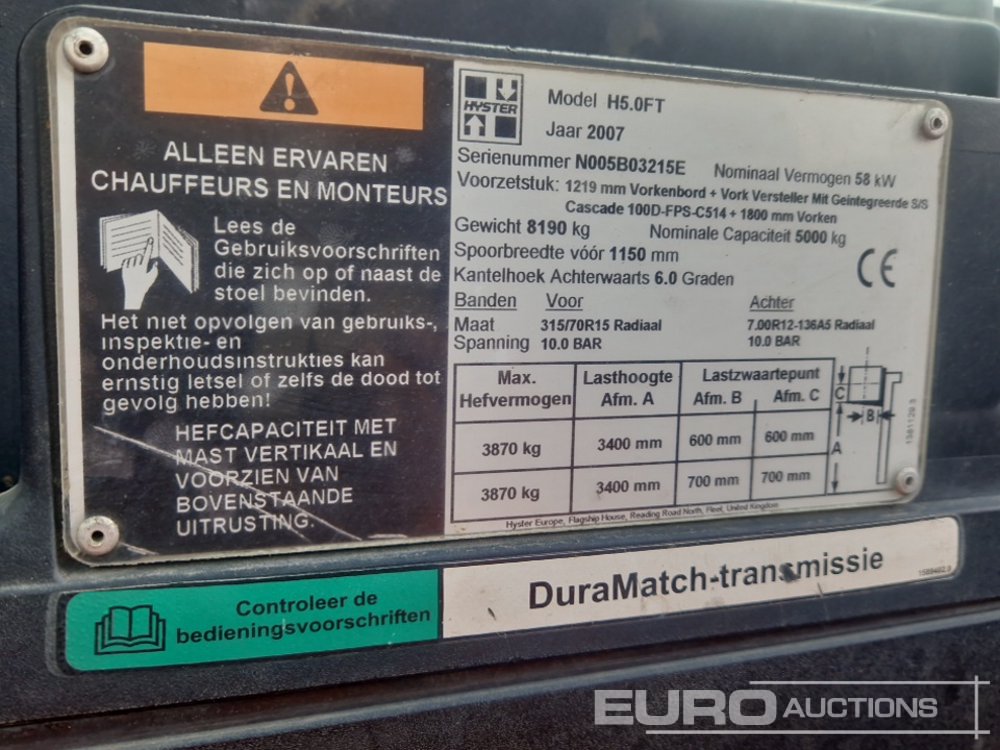 ALLEEN ERVAREN
CHAUFFEURS EN MONTEURS
Lees de
Gebruiksvoorschriften
die zich op of naast de
stoel bevinden.
Het niet opvolgen van gebruiks-,
inspektie- en
onderhoudsinstrukties kan
ernstig letsel of zelfs de dood tot
gevolg hebben!
HEFCAPACITEIT MET
MAST VERTIKAAL EN
VOORZIEN VAN
BOVENSTAANDE
UITRUSTING.
HYSTER
Model H5.0FT
Jaar 2007
Serienummer N005B03215E Nominaal Vermogen 58 kW
Voorzetstuk: 1219 mm Vorkenbord + Vork Versteller Mit Geintegreerde S/S
Cascade 100D-FPS-C514 + 1800 mm Vorken
Gewicht 8190 kg Nominale Capaciteit 5000 kg
Spoorbreedte vóór 1150 mm
Kantelhoek Achterwaarts 6.0 Graden
CE
Banden Voor Achter
Maat 315/70R15 Radiaal 7.00R12-136A5 Radiaal
Spanning 10.0 BAR 10.0 BAR
Max. Lasthoogte Lastzwaartepunt
Hefvermogen Afm. A Afm. B Afm. C
3870 kg 3400 mm 600 mm 600 mm
3870 kg 3400 mm 700 mm 700 mm
C
B
A
Hyster Europe, Flagship House, Reading Road North, Fleet, United Kingdom
Controleer de
bedieningsvoorschriften
DuraMatch-transmissie
EURO AUCTIONS